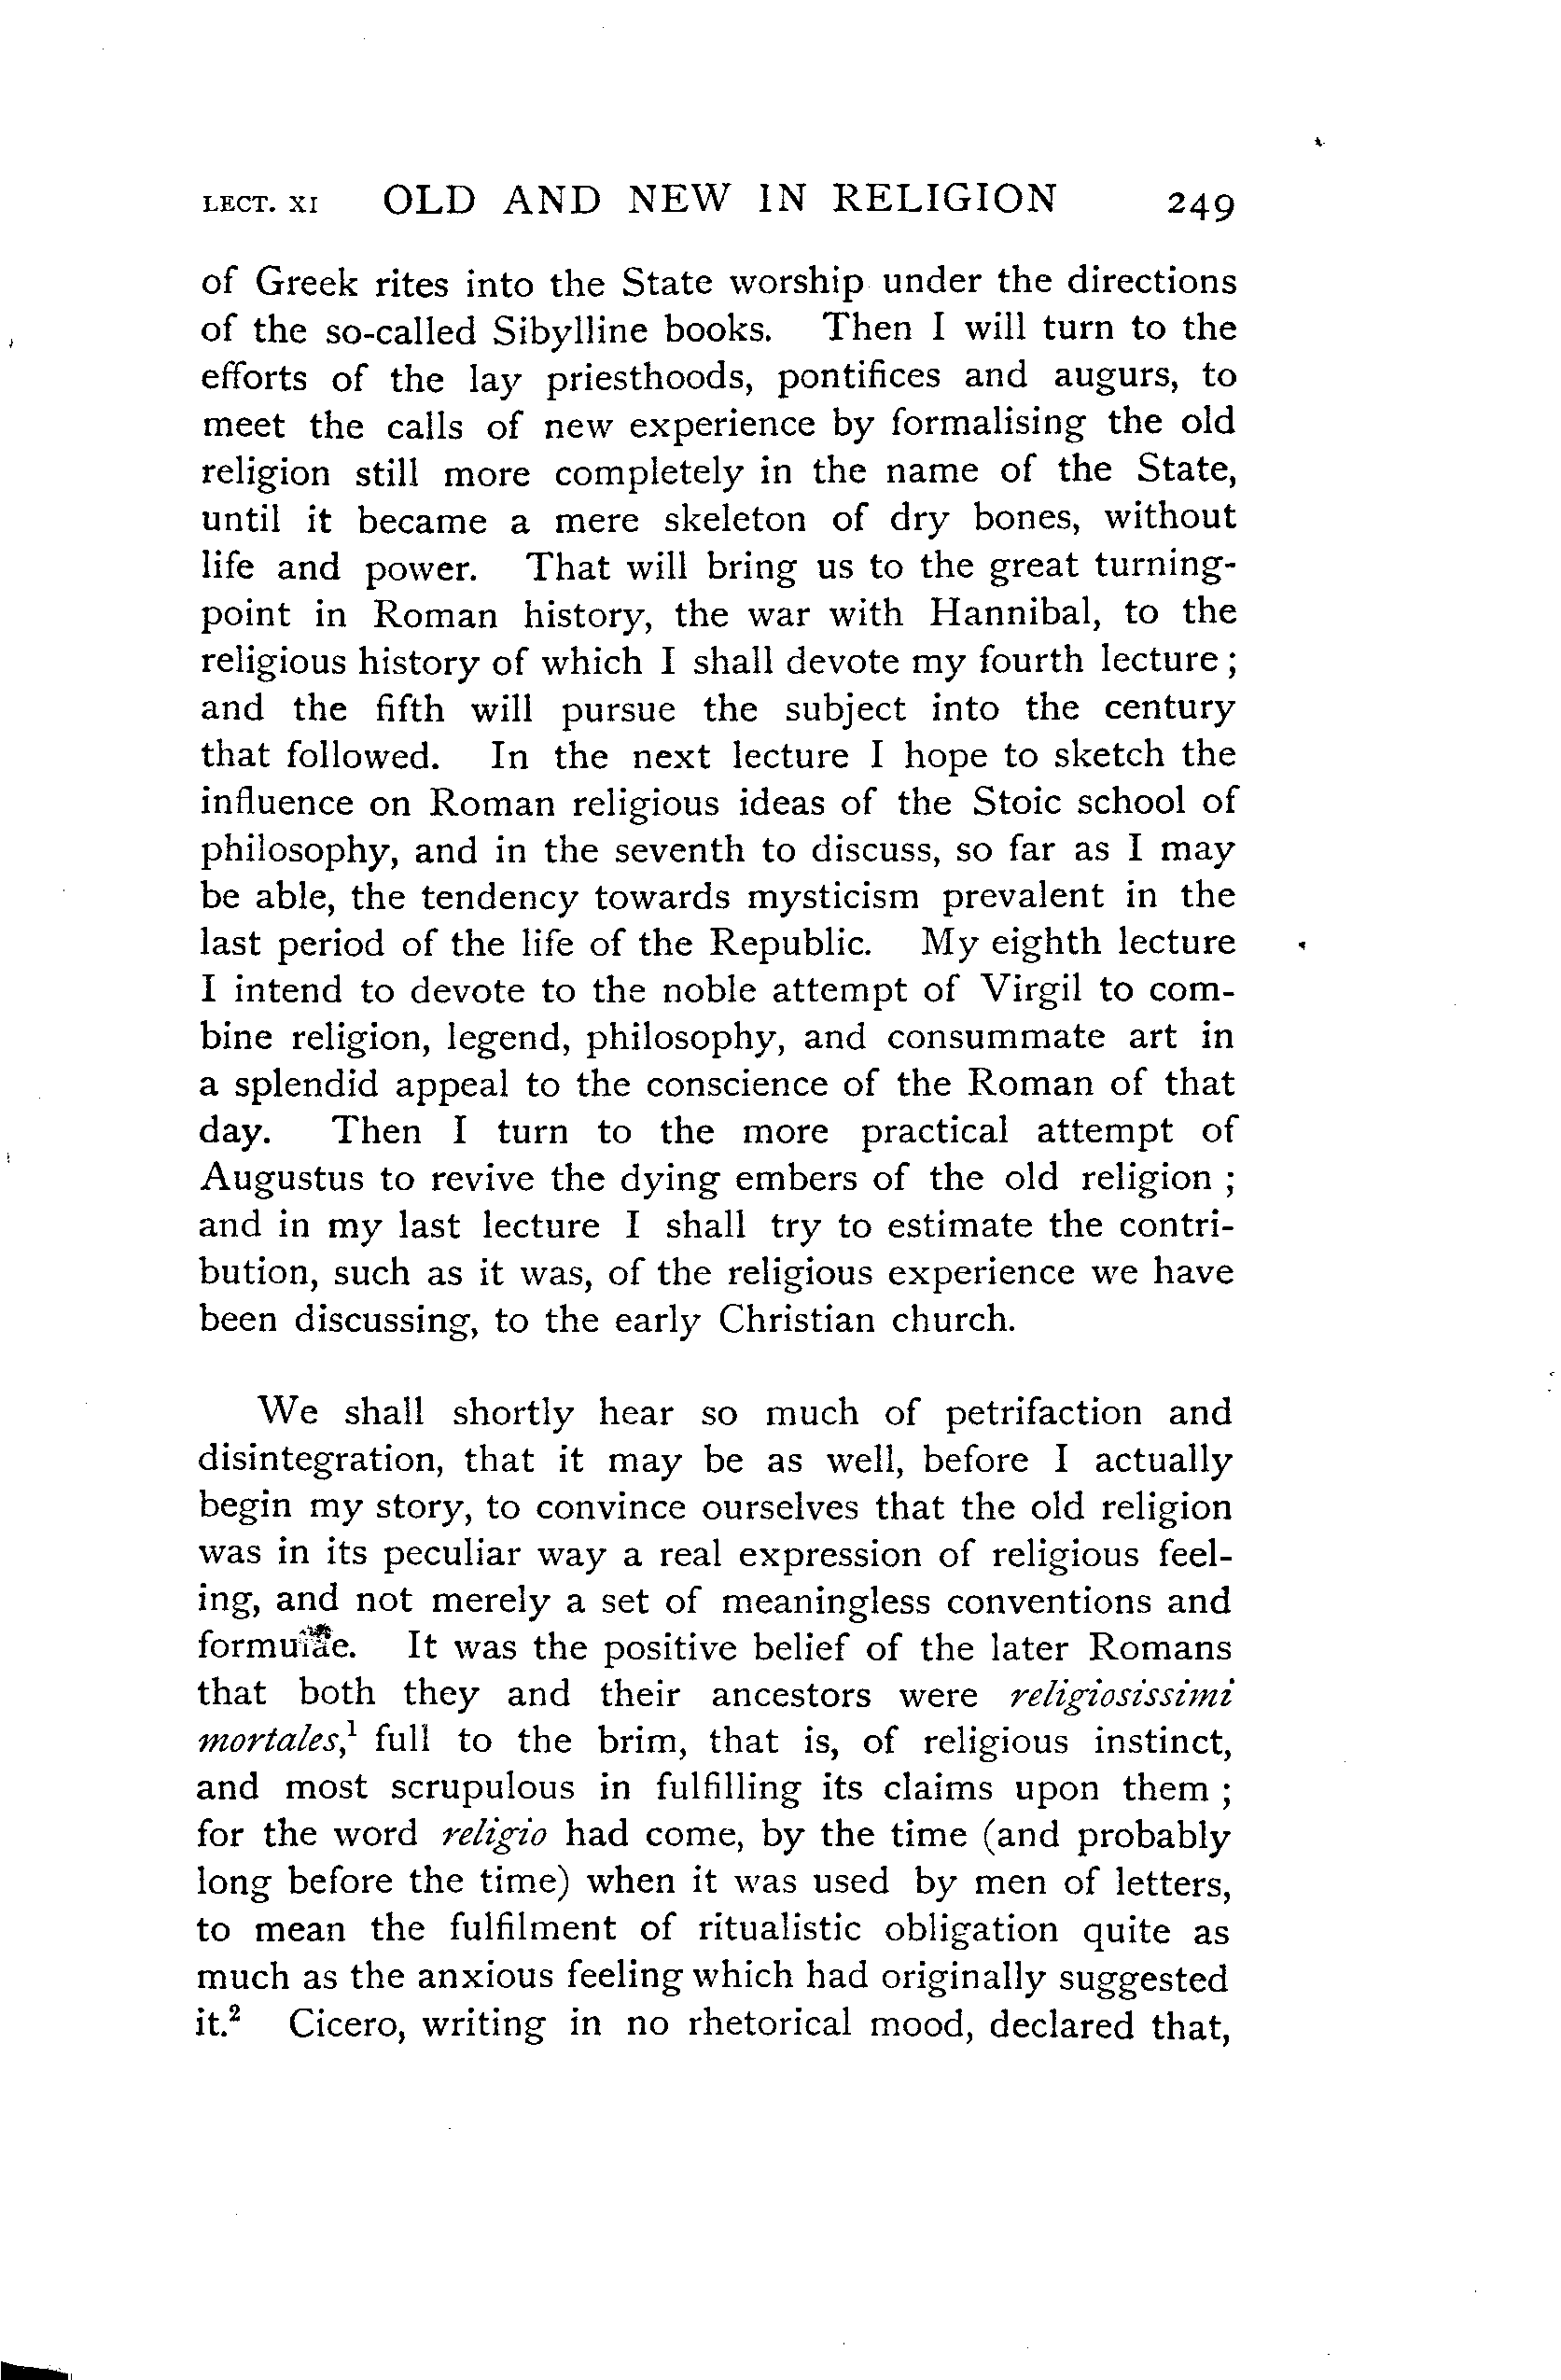 LECT. XI OLD AND NEW IN RELIGION 249
of Greek rites into the State worship under the directions
of the so-called Sibylline books. Then I will turn to the
efforts of the lay priesthoods, pontifices and augurs, to
meet the calls of new experience by formalising the old
religion still more completely in the name of the State,
until it became a mere skeleton of dry bones, without
life and power. That will bring us to the great turning-
point in Roman history, the war with Hannibal, to the
religious history of which I shall devote my fourth lecture ;
and the fifth will pursue the subject into the century
that followed. In the next lecture I hope to sketch the
influence on Roman religious ideas of the Stoic school of
philosophy, and in the seventh to discuss, so far as I may
be able, the tendency towards mysticism prevalent in the
last period of the life of the Republic. My eighth lecture
I intend to devote to the noble attempt of Virgil to com-
bine religion, legend, philosophy, and consummate art in
a splendid appeal to the conscience of the Roman of that
day. Then I turn to the more practical attempt of
Augustus to revive the dying embers of the old religion ;
and in my last lecture I shall try to estimate the contri-
bution, such as it was, of the religious experience we have
been discussing, to the early Christian church.
We shall shortly hear so much of petrifaction and
disintegration, that it may be as well, before I actually
begin my story, to convince ourselves that the old religion
was in its peculiar way a real expression of religious feel-
ing, and not merely a set of meaningless conventions and
formulae. It was the positive belief of the later Romans
that both they and their ancestors were religiosissimi
mortales,¹ full to the brim, that is, of religious instinct,
and most scrupulous in fulfilling its claims upon them ;
for the word religio had come, by the time (and probably
long before the time) when it was used by men of letters,
to mean the fulfilment of ritualistic obligation quite as
much as the anxious feeling which had originally suggested
it.² Cicero, writing in no rhetorical mood, declared that,